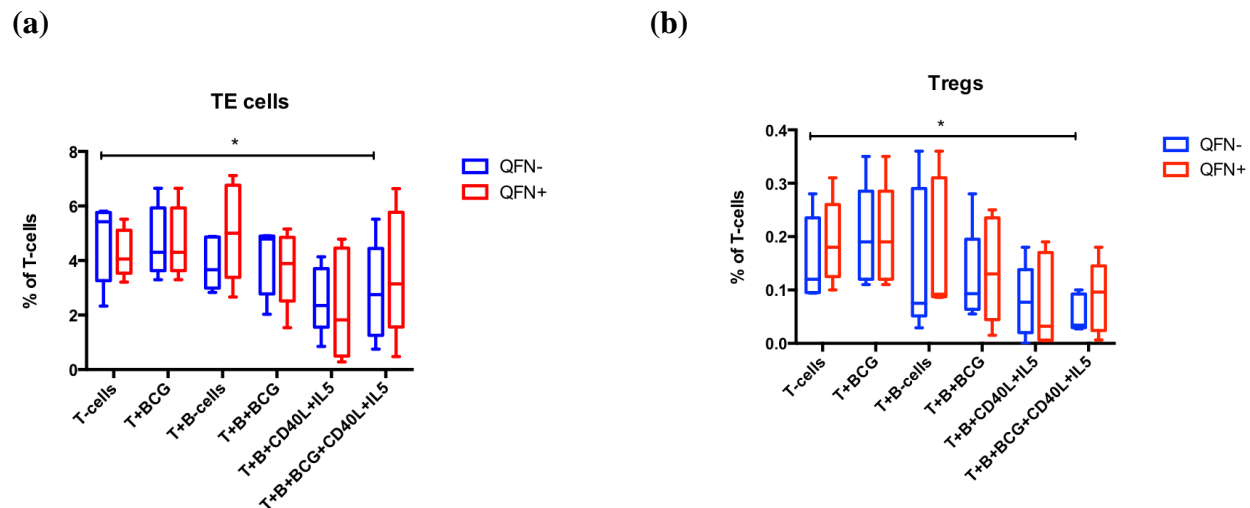 (a)
TE cells
*
8
6
4
2
0
% of T-cells
T-cells
T+BCG
T+B-cells
T+B+BCG
T+B+CD40L+IL5
T+B+BCG+CD40L+IL5
QFN-
QFN+
(b)
Tregs
*
0.4
0.3
0.2
0.1
0.0
% of T-cells
T-cells
T+BCG
T+B-cells
T+B+BCG
T+B+CD40L+IL5
T+B+BCG+CD40L+IL5
QFN-
QFN+